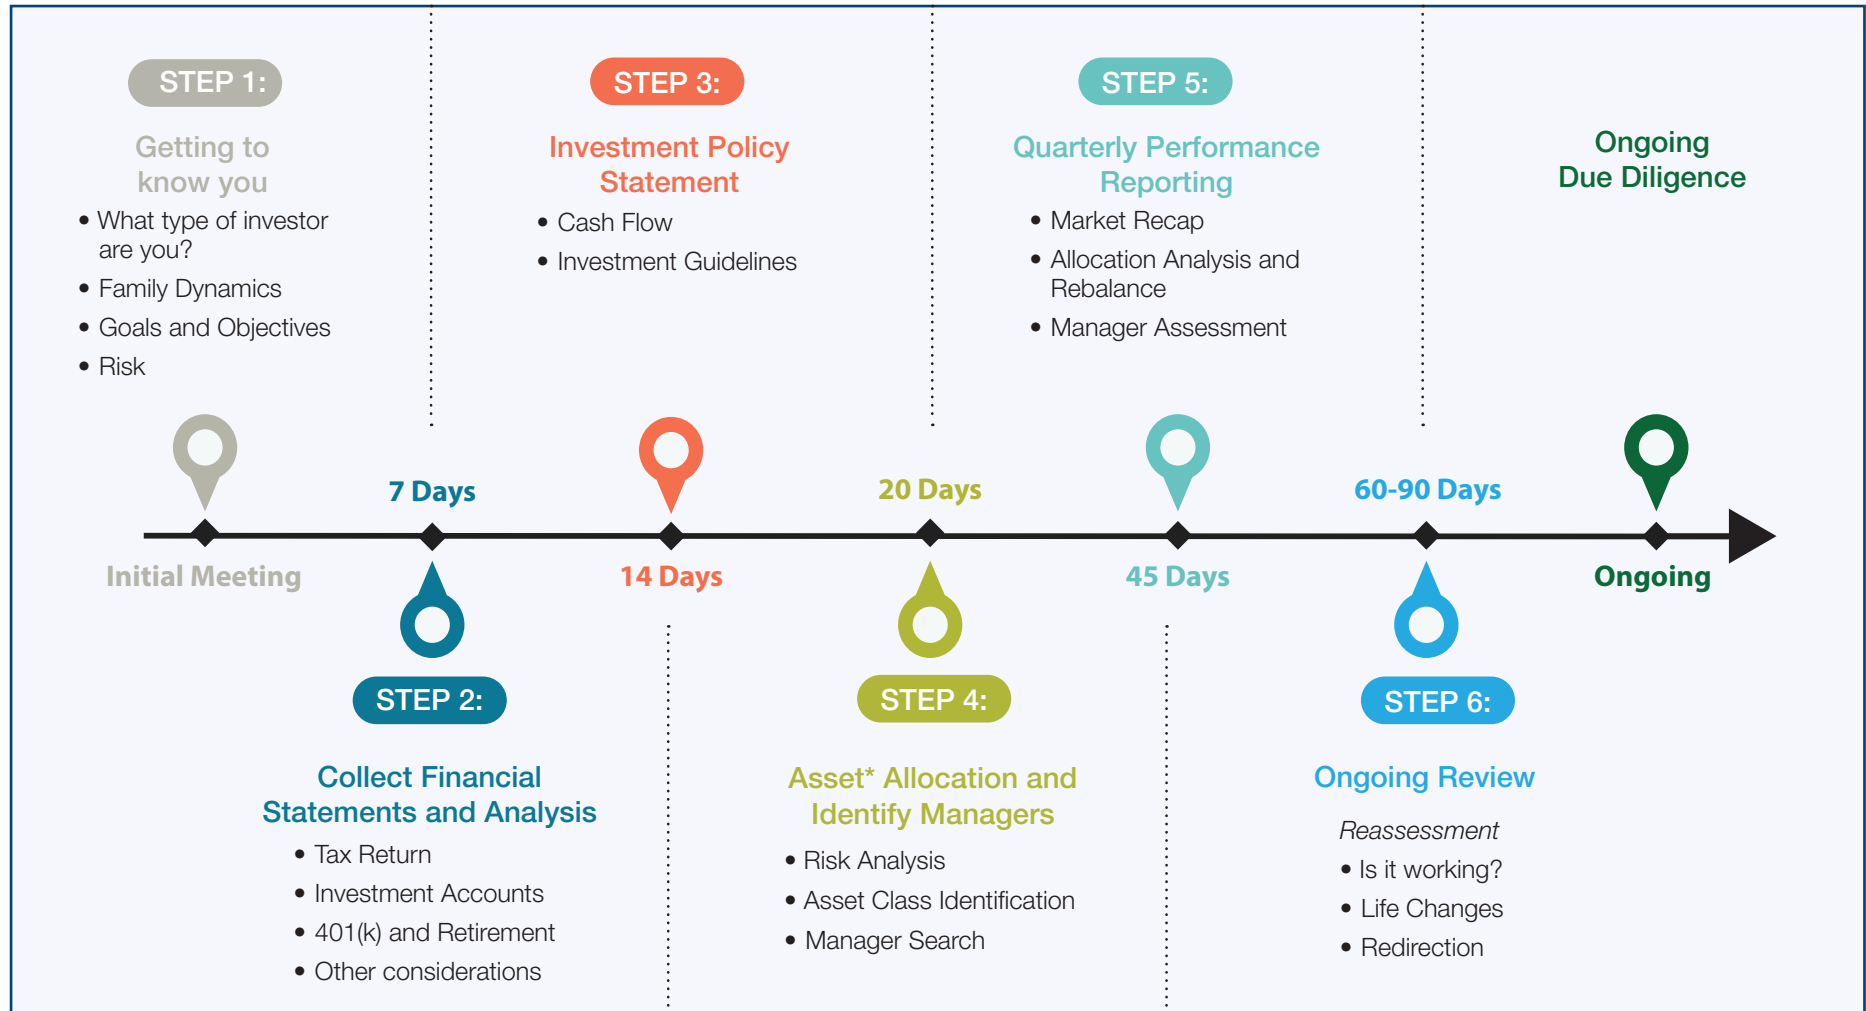 STEP 1:
Getting to
know you
• What type of investor
are you?
• Family Dynamics
• Goals and Objectives
• Risk
Initial Meeting
7 Days
STEP 2:
Collect Financial
Statements and Analysis
• Tax Return
• Investment Accounts
• 401(k) and Retirement
• Other considerations
STEP 3:
Investment Policy
Statement
• Cash Flow
• Investment Guidelines
14 Days
20 Days
STEP 4:
Asset* Allocation and
Identify Managers
• Risk Analysis
• Asset Class Identification
• Manager Search
STEP 5:
Quarterly Performance
Reporting
• Market Recap
• Allocation Analysis and
Rebalance
• Manager Assessment
45 Days
60-90 Days
STEP 6:
Ongoing Review
Reassessment
• Is it working?
• Life Changes
• Redirection
Ongoing
Due Diligence
Ongoing